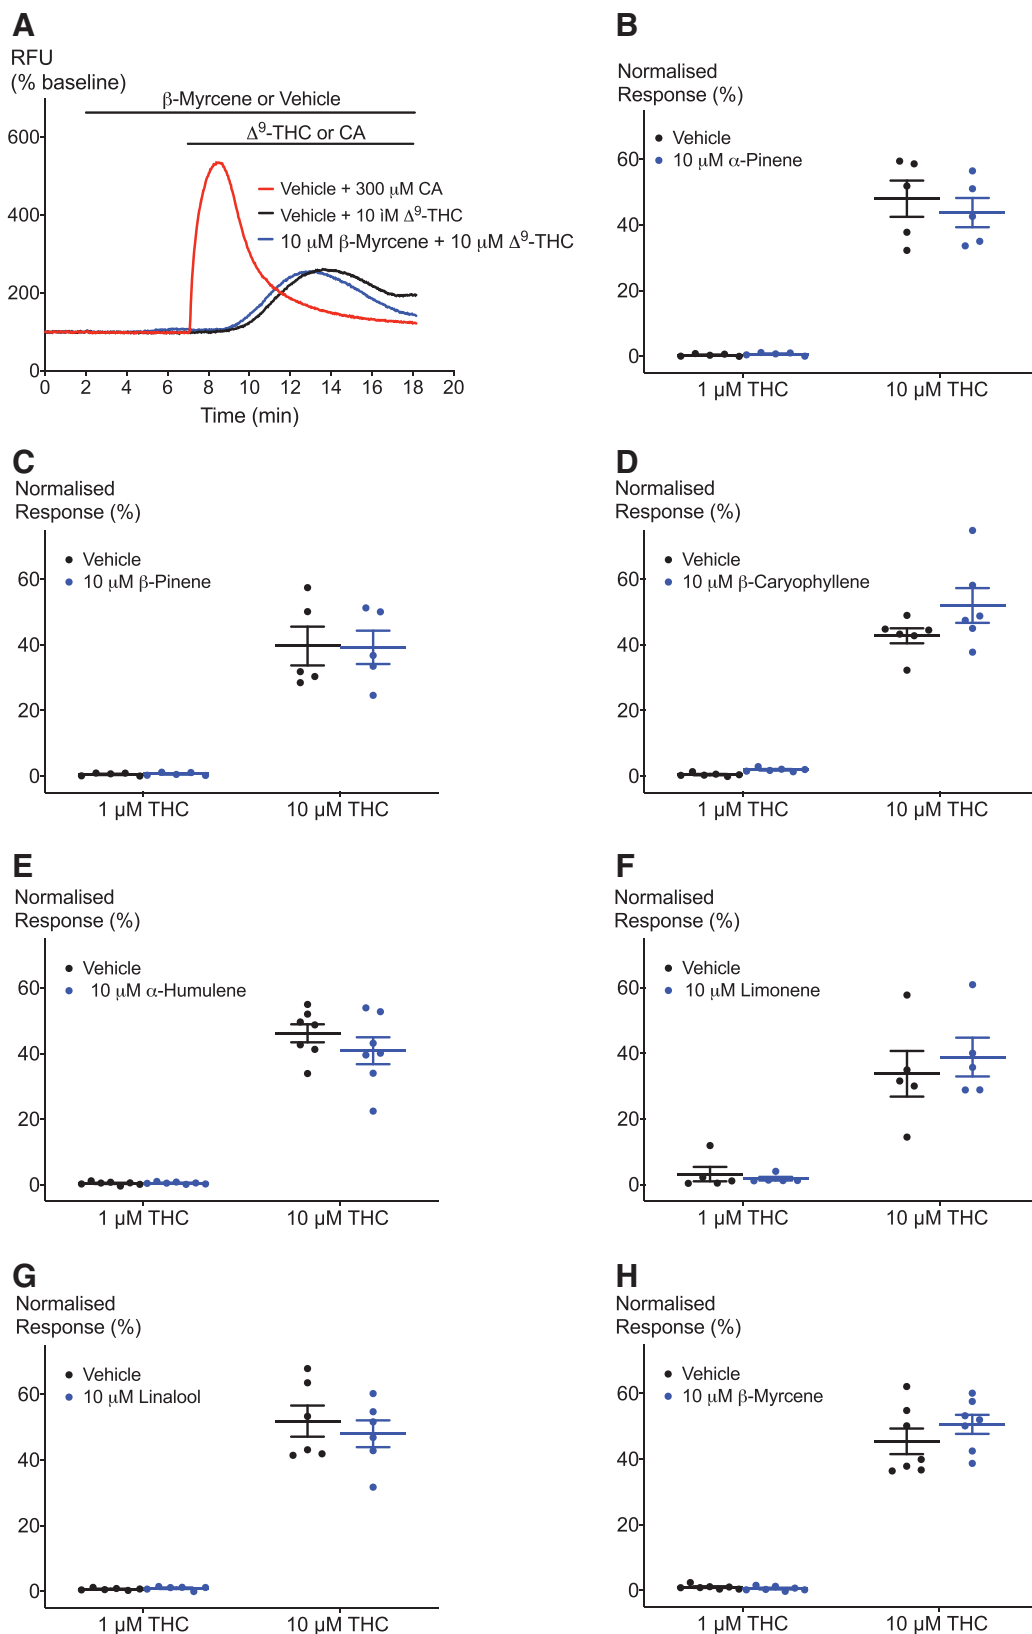 A
RFU
(% baseline)
β-Myrcene or Vehicle
Δ⁹-THC or CA
600
400
200
0
Vehicle + 300 μM CA
Vehicle + 10 iM Δ⁹-THC
10 μM β-Myrcene + 10 μM Δ⁹-THC
0 2 4 6 8 10 12 14 16 18 20
Time (min)
B
Normalised
Response (%)
Vehicle
10 μM α-Pinene
60
40
20
0
1 μM THC 10 μM THC
C
Normalised
Response (%)
Vehicle
10 μM β-Pinene
60
40
20
0
1 μM THC 10 μM THC
D
Normalised
Response (%)
Vehicle
10 μM β-Caryophyllene
60
40
20
0
1 μM THC 10 μM THC
E
Normalised
Response (%)
Vehicle
10 μM α-Humulene
60
40
20
0
1 μM THC 10 μM THC
F
Normalised
Response (%)
Vehicle
10 μM Limonene
60
40
20
0
1 μM THC 10 μM THC
G
Normalised
Response (%)
Vehicle
10 μM Linalool
60
40
20
0
1 μM THC 10 μM THC
H
Normalised
Response (%)
Vehicle
10 μM β-Myrcene
60
40
20
0
1 μM THC 10 μM THC